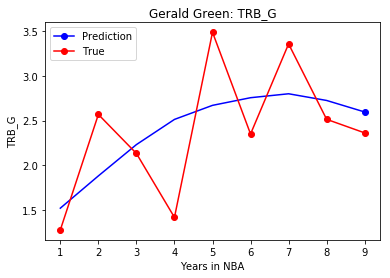 Gerald Green: TRB_G
Prediction
True
3.5
3.0
2.5
2.0
1.5
TRB_G
1 2 3 4 5 6 7 8 9
Years in NBA